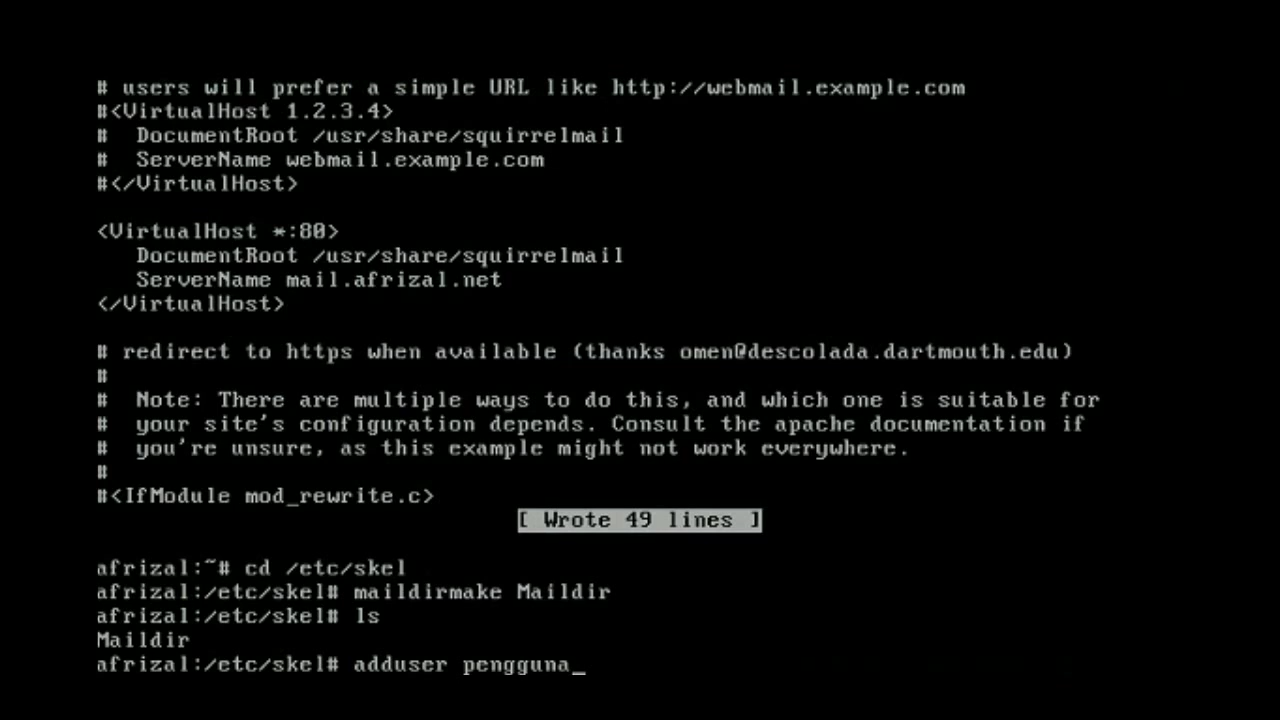 # users will prefer a simple URL like http://webmail.example.com
#<VirtualHost 1.2.3.4>
#  DocumentRoot /usr/share/squirrelmail
#  ServerName webmail.example.com
#</VirtualHost>
<VirtualHost *:80>
   DocumentRoot /usr/share/squirrelmail
   ServerName mail.afrizal.net
</VirtualHost>
# redirect to https when available (thanks omen@descolada.dartmouth.edu)
#
#  Note: There are multiple ways to do this, and which one is suitable for
#  your site's configuration depends. Consult the apache documentation if
#  you're unsure, as this example might not work everywhere.
#
#<IfModule mod_rewrite.c>
[ Wrote 49 lines ]
afrizal:~# cd /etc/skel
afrizal:/etc/skel# maildirmake Maildir
afrizal:/etc/skel# ls
Maildir
afrizal:/etc/skel# adduser pengguna_